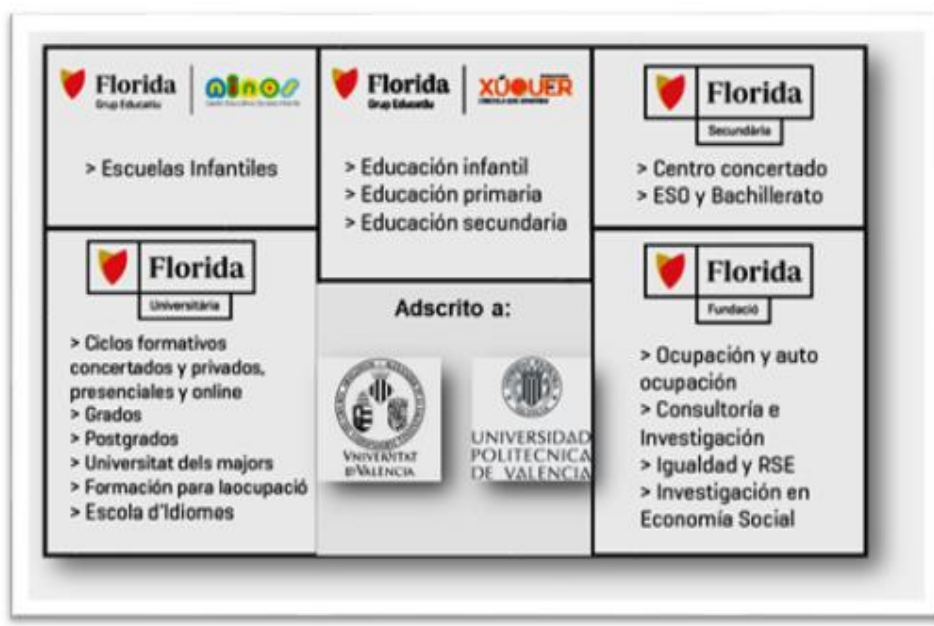 Florida
Grup Educatiu
ninos
> Escuelas Infantiles
Florida
Grup Educatiu
XÚQUER
> Educación infantil
> Educación primaria
> Educación secundaria
Florida
Secundària
> Centro concertado
> ESO y Bachillerato
Florida
Universitària
> Ciclos formativos
concertados y privados,
presenciales y online
> Grados
> Postgrados
> Universitat dels majors
> Formación para laocupació
> Escola d'Idiomes
Adscrito a:
VNIVERSITAT
D'VALENCIA
UNIVERSIDAD
POLITECNICA
DE VALENCIA
Florida
Fundació
> Ocupación y auto
ocupación
> Consultoría e
Investigación
> Igualdad y RSE
> Investigación en
Economía Social